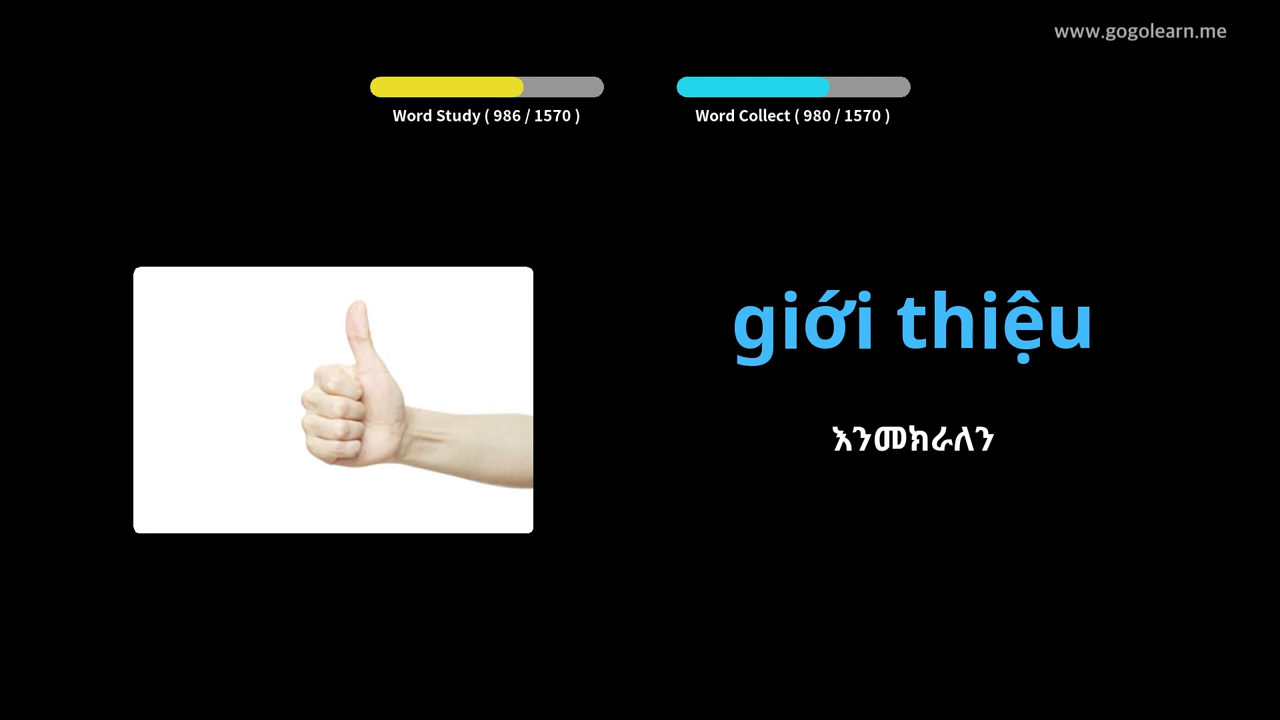 www.gogolearn.me
Word Study ( 986 / 1570 )
Word Collect ( 980 / 1570 )
giới thiệu
እንመክራለን